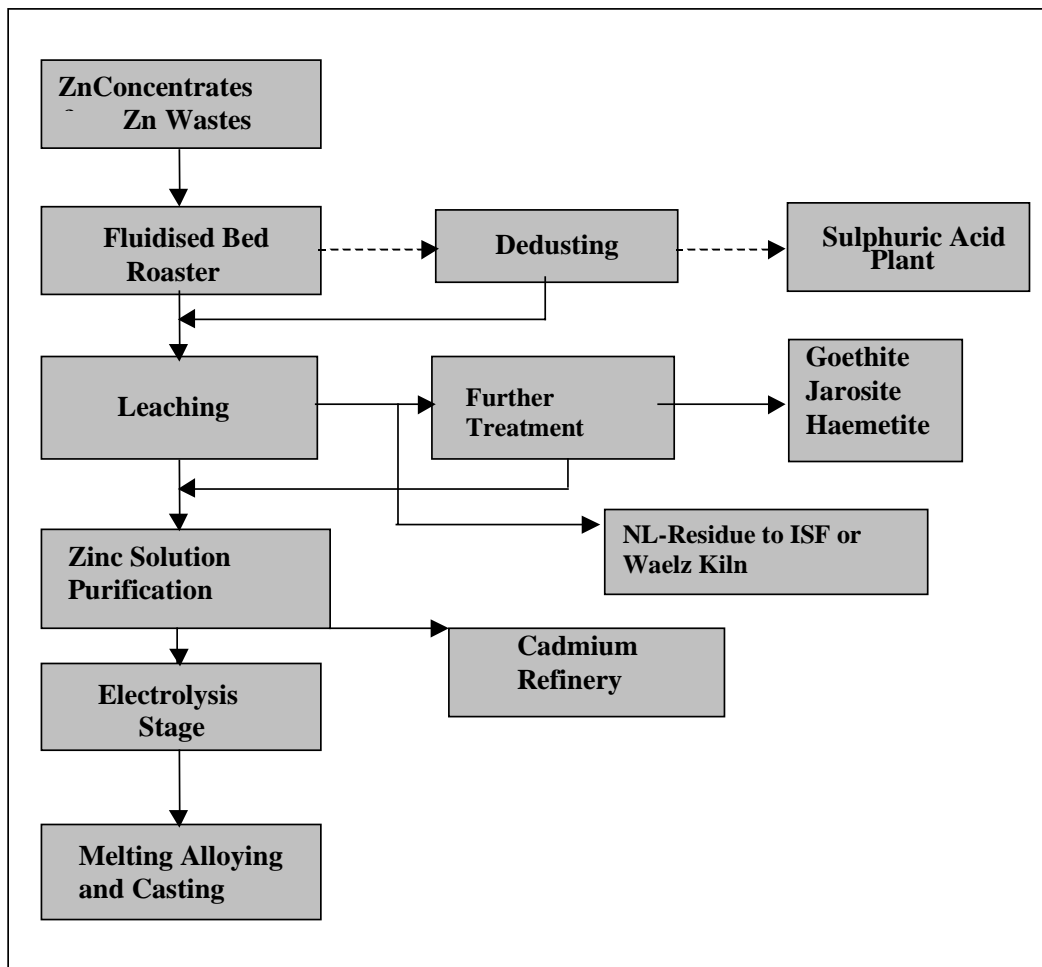 ZnConcentrates
Zn Wastes
Fluidised Bed
Roaster
Dedusting
Sulphuric Acid
Plant
Leaching
Further
Treatment
Goethite
Jarosite
Haemetite
NL-Residue to ISF or
Waelz Kiln
Zinc Solution
Purification
Cadmium
Refinery
Electrolysis
Stage
Melting Alloying
and Casting